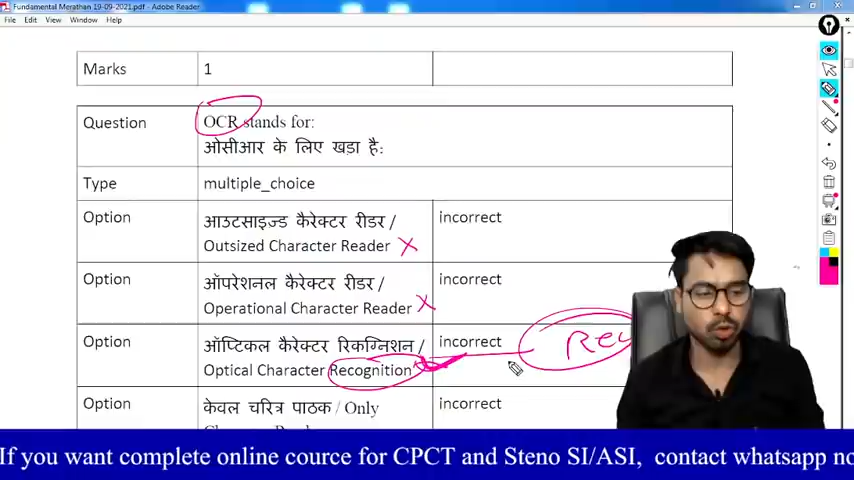 Fundamental Merathan 19-09-2021.pdf - Adobe Reader
File Edit View Window Help
Marks 1
Question OCR stands for:
ओसीआर के लिए खड़ा है:
Type multiple_choice
Option आउटसाइज्ड कैरेक्टर रीडर / incorrect
Outsized Character Reader X
Option ऑपरेशनल कैरेक्टर रीडर / incorrect
Operational Character Reader X
Option ऑप्टिकल कैरेक्टर रिकग्निशन / incorrect
Optical Character Recognition
Option केवल चरित्र पाठक / Only incorrect
If you want complete online cource for CPCT and Steno SI/ASI, contact whatsapp no